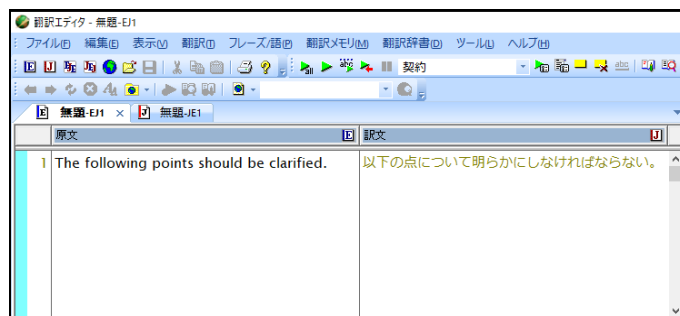 翻訳エディタ - 無題-EJ1
ファイル(F) 編集(E) 表示(V) 翻訳(T) フレーズ/語(P) 翻訳メモリ(M) 翻訳辞書(D) ツール(L) ヘルプ(H)
契約
無題-EJ1 × 無題-JE1
原文 E 訳文 J
1 The following points should be clarified. 以下の点について明らかにしなければならない。